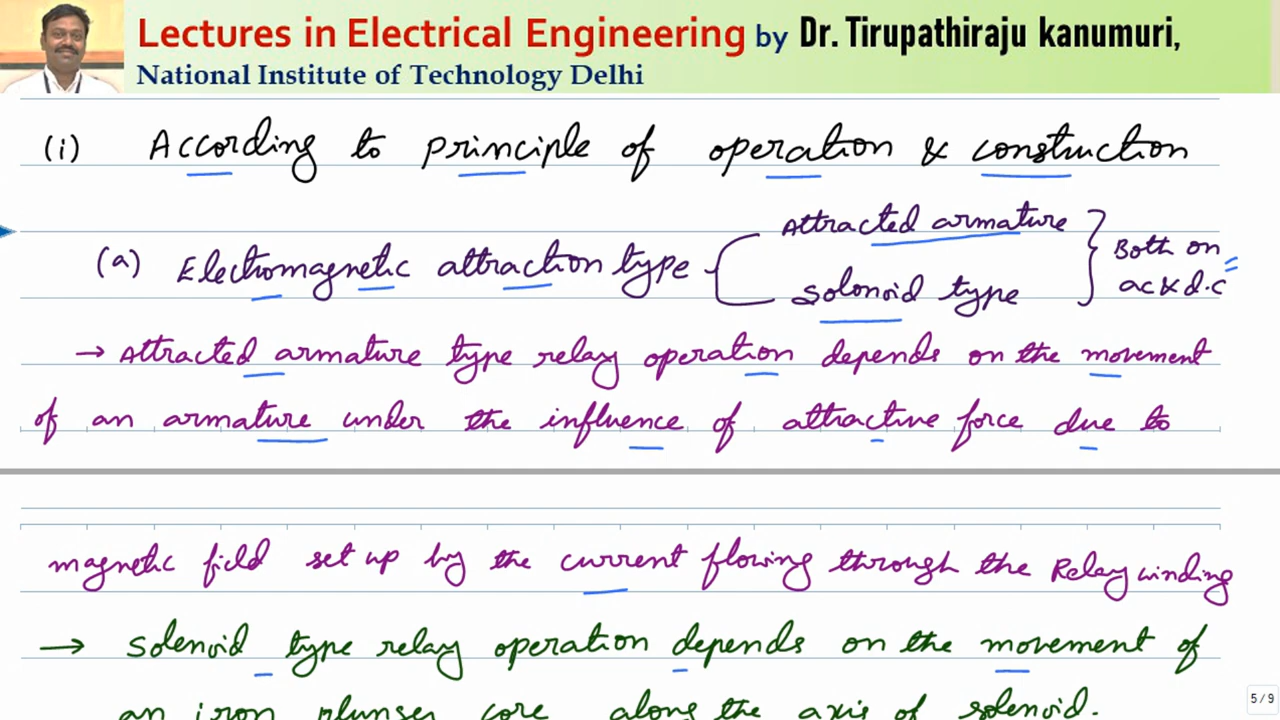 Lectures in Electrical Engineering by Dr. Tirupathiraju kanumuri,
National Institute of Technology Delhi
(i) According to principle of operation & construction
(a) Electromagnetic attraction type { Attracted armature
solonoid type } Both on
ac & d.c
→ Attracted armature type relay operation depends on the movement
of an armature under the influence of attractive force due to
magnetic field set up by the current flowing through the Relay winding
→ Solenoid type relay operation depends on the movement of
an iron plunger core along the axis of solenoid.
5/9